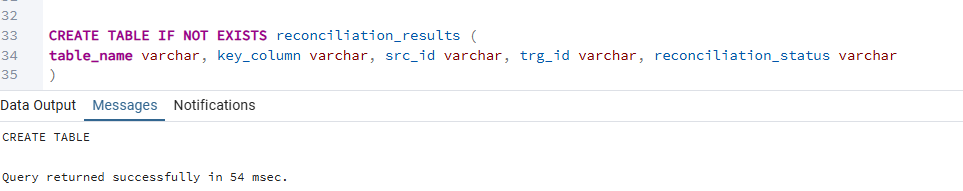 32
33 CREATE TABLE IF NOT EXISTS reconciliation_results (
34 table_name varchar, key_column varchar, src_id varchar, trg_id varchar, reconciliation_status varchar
35 )
Data Output Messages Notifications
CREATE TABLE
Query returned successfully in 54 msec.